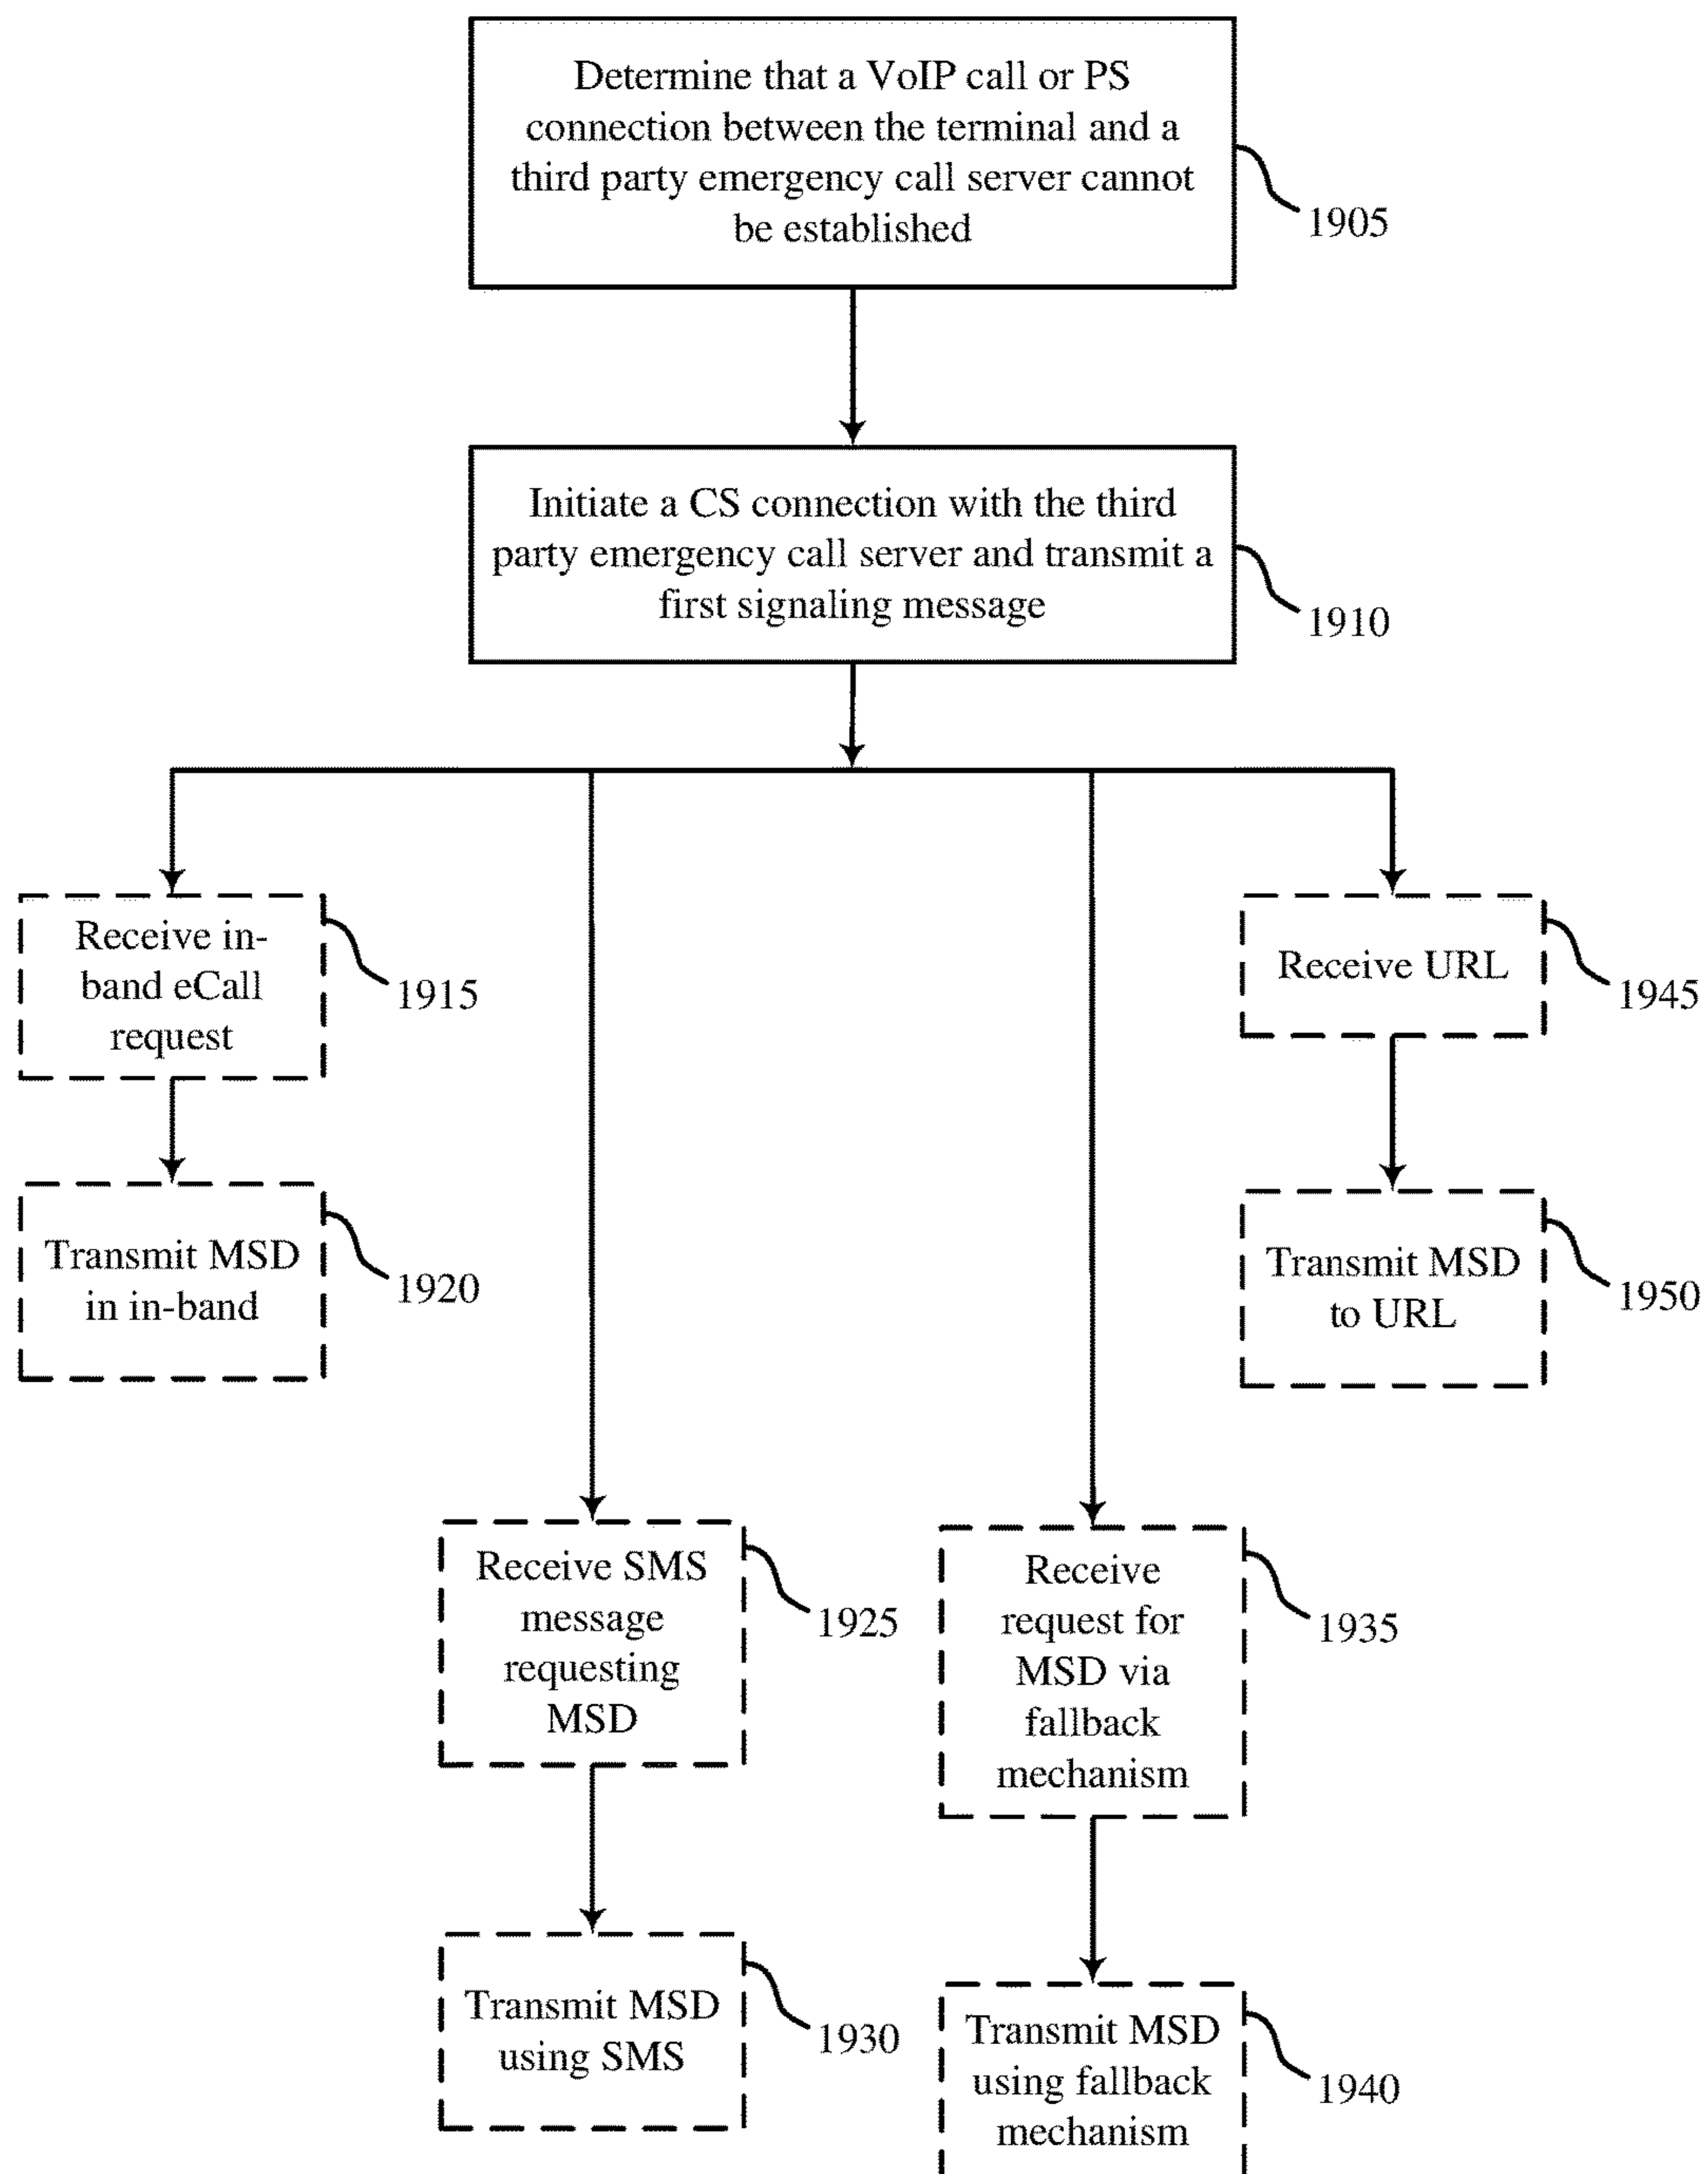 Determine that a VoIP call or PS
connection between the terminal and a
third party emergency call server cannot
be established
1905
Initiate a CS connection with the third
party emergency call server and transmit a
first signaling message
1910
Receive in-
band eCall
request
1915
Transmit MSD
in in-band
1920
Receive SMS
message
requesting
MSD
1925
Transmit MSD
using SMS
1930
Receive
request for
MSD via
fallback
mechanism
1935
Transmit MSD
using fallback
mechanism
1940
Receive URL
1945
Transmit MSD
to URL
1950